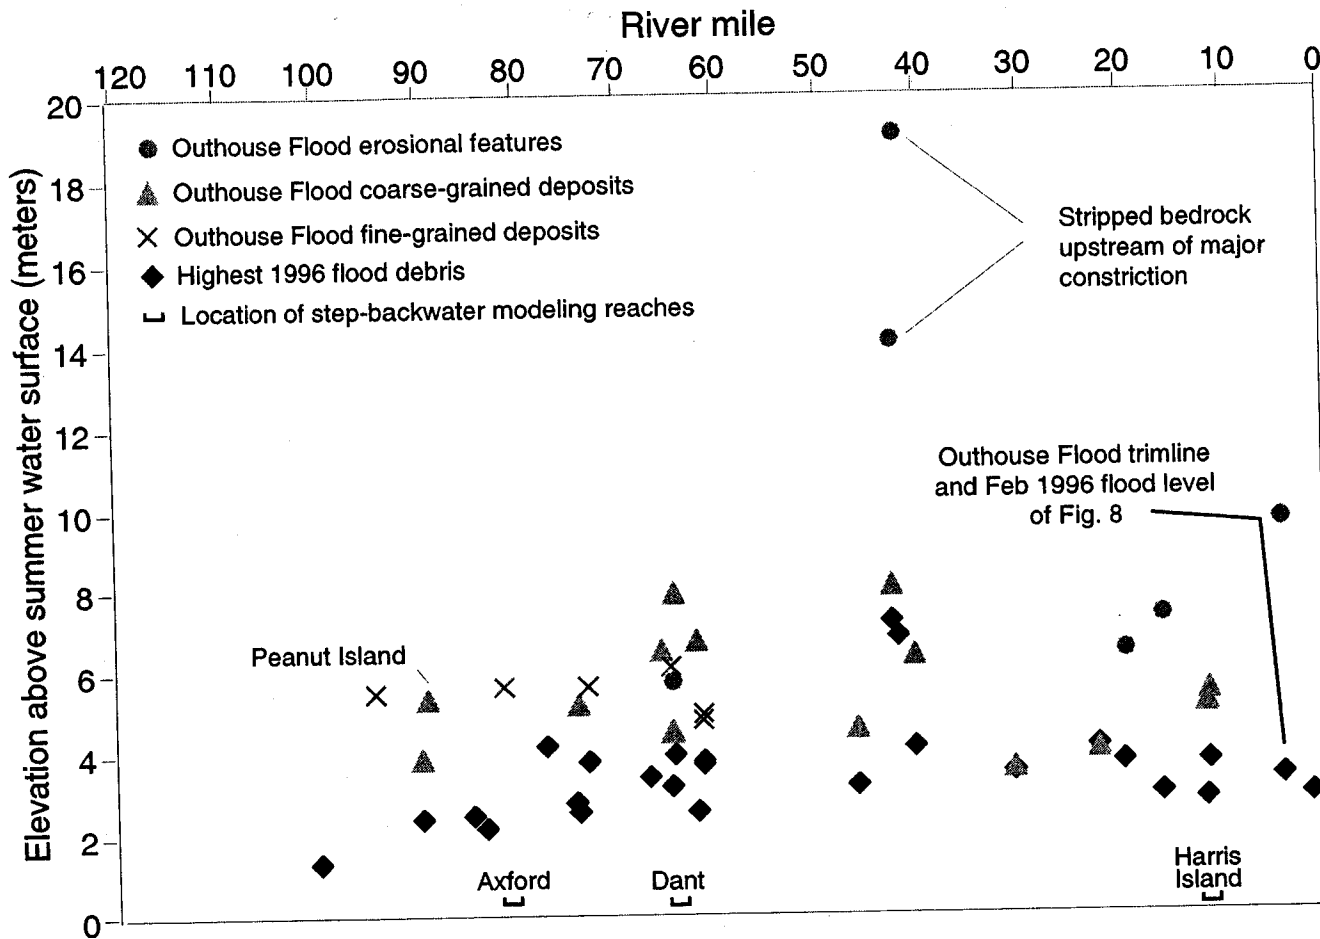 River mile
120 100 90 80 70 60 50 40 30 20 10 0
110
20
18
16
14
12
10
8
6
4
2
0
Elevation above summer water surface (meters)
Outhouse Flood erosional features
Outhouse Flood coarse-grained deposits
Outhouse Flood fine-grained deposits
Highest 1996 flood debris
Location of step-backwater modeling reaches
Stripped bedrock
upstream of major
constriction
Outhouse Flood trimline
and Feb 1996 flood level
of Fig. 8
Peanut Island
Axford
Dant
Harris
Island